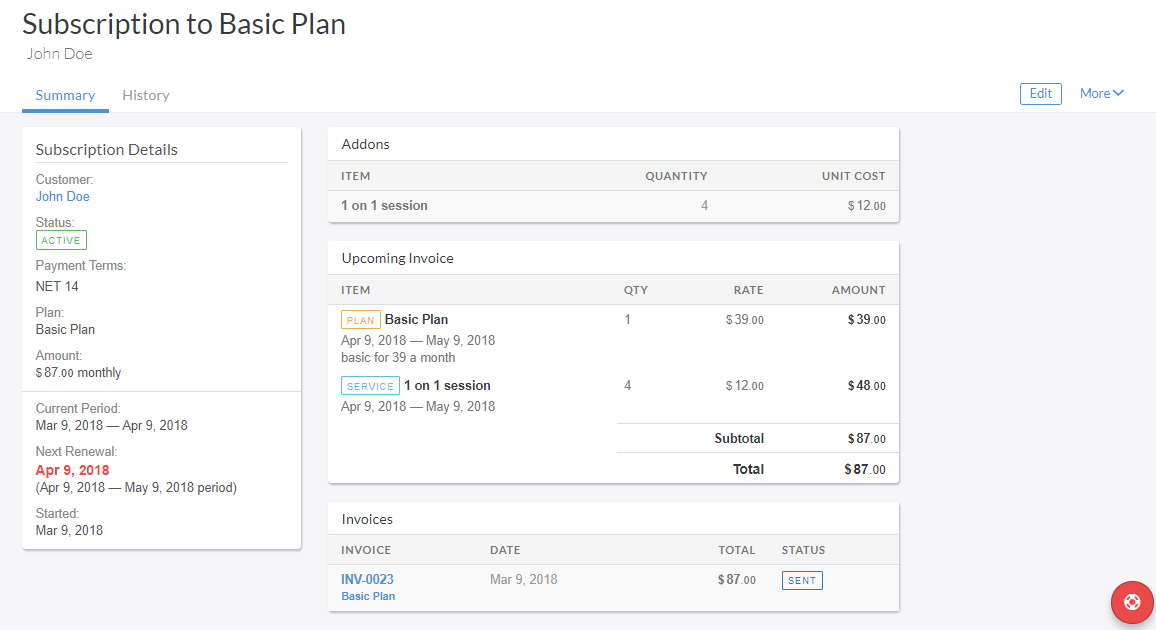 Subscription to Basic Plan
John Doe
Summary History
Edit More
Subscription Details
Customer:
John Doe
Status:
ACTIVE
Payment Terms:
NET 14
Plan:
Basic Plan
Amount:
$87.00 monthly
Current Period:
Mar 9, 2018 — Apr 9, 2018
Next Renewal:
Apr 9, 2018
(Apr 9, 2018 — May 9, 2018 period)
Started:
Mar 9, 2018
Addons
ITEM QUANTITY UNIT COST
1 on 1 session 4 $12.00
Upcoming Invoice
ITEM QTY RATE AMOUNT
PLAN Basic Plan 1 $39.00 $39.00
Apr 9, 2018 — May 9, 2018
basic for 39 a month
SERVICE 1 on 1 session 4 $12.00 $48.00
Apr 9, 2018 — May 9, 2018
Subtotal $87.00
Total $87.00
Invoices
INVOICE DATE TOTAL STATUS
INV-0023 Mar 9, 2018 $87.00 SENT
Basic Plan